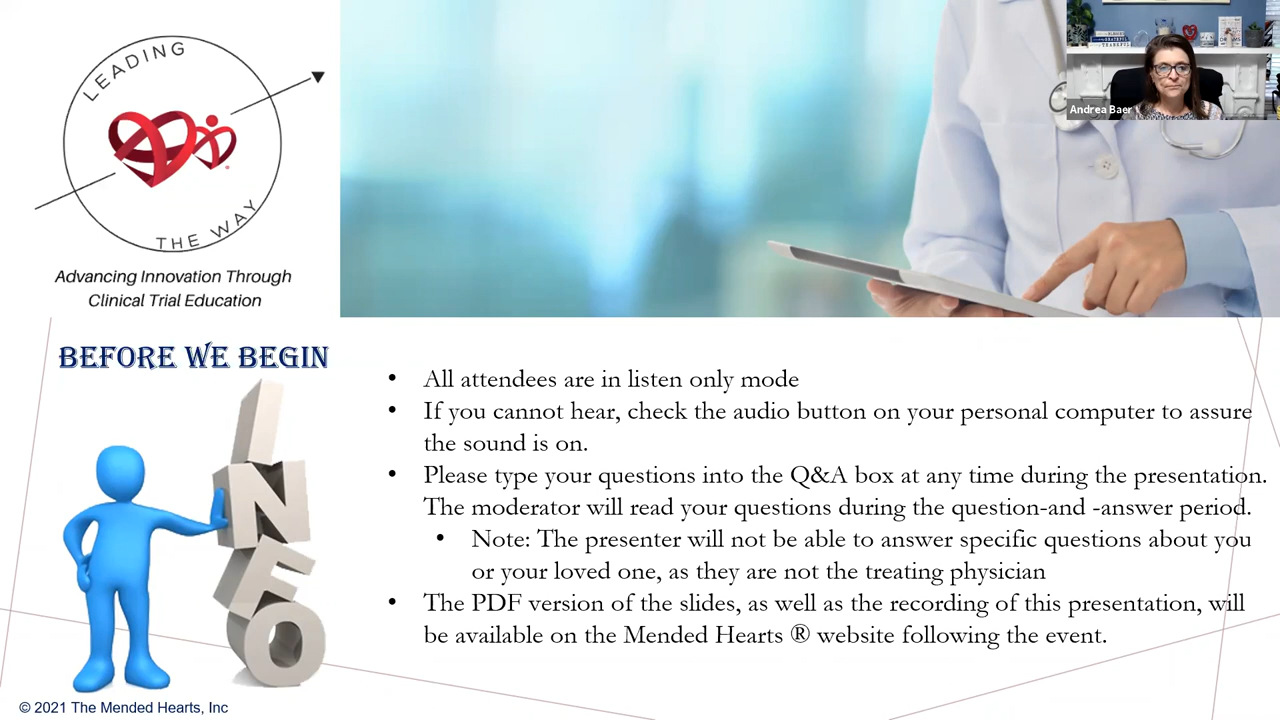 LEADING
THE WAY
Advancing Innovation Through
Clinical Trial Education
Andrea Baer
BEFORE WE BEGIN
INFO
• All attendees are in listen only mode
• If you cannot hear, check the audio button on your personal computer to assure
the sound is on.
• Please type your questions into the Q&A box at any time during the presentation.
The moderator will read your questions during the question-and -answer period.
• Note: The presenter will not be able to answer specific questions about you
or your loved one, as they are not the treating physician
• The PDF version of the slides, as well as the recording of this presentation, will
be available on the Mended Hearts ® website following the event.
© 2021 The Mended Hearts, Inc